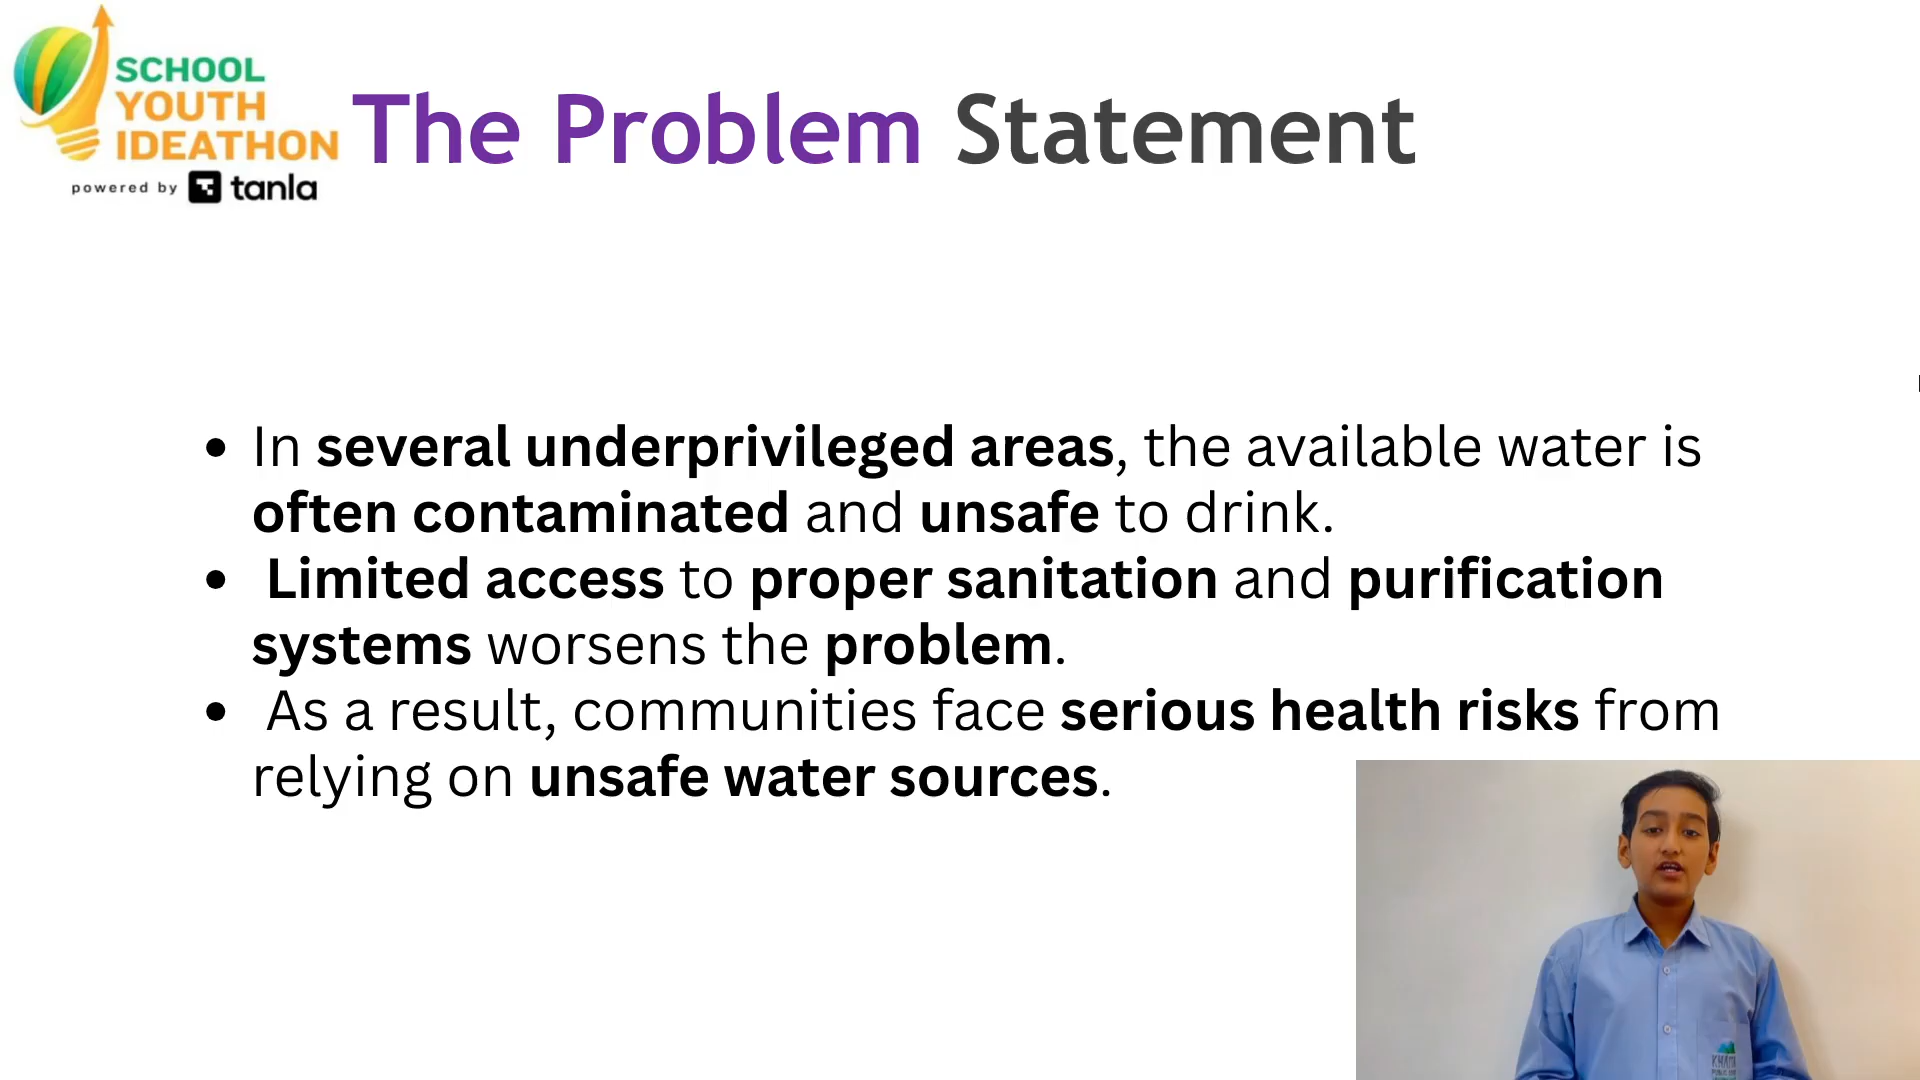 SCHOOL
YOUTH
IDEATHON
powered by tanla
The Problem Statement
• In several underprivileged areas, the available water is
often contaminated and unsafe to drink.
• Limited access to proper sanitation and purification
systems worsens the problem.
• As a result, communities face serious health risks from
relying on unsafe water sources.